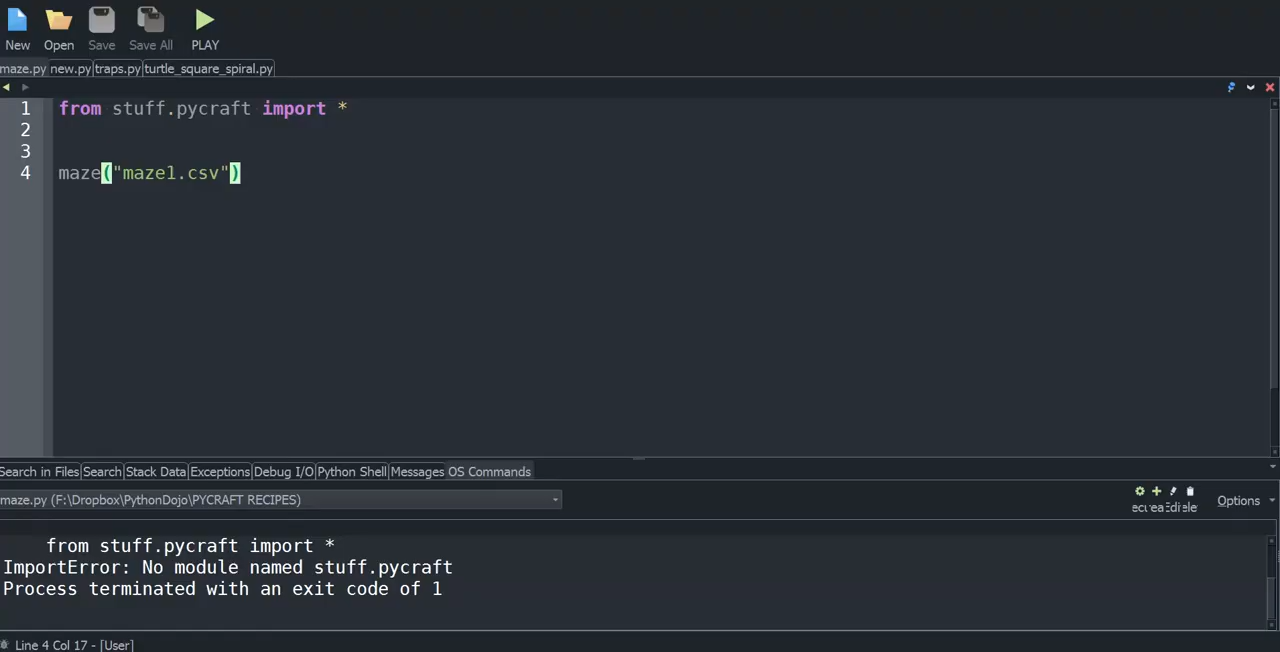 New Open Save Save All PLAY
maze.py new.py traps.py turtle_square_spiral.py
1 from stuff.pycraft import *
2
3
4 maze("maze1.csv")
Search in Files Search Stack Data Exceptions Debug I/O Python Shell Messages OS Commands
maze.py (F:\Dropbox\PythonDojo\PYCRAFT RECIPES)
Options
from stuff.pycraft import *
ImportError: No module named stuff.pycraft
Process terminated with an exit code of 1
Line 4 Col 17 - [User]